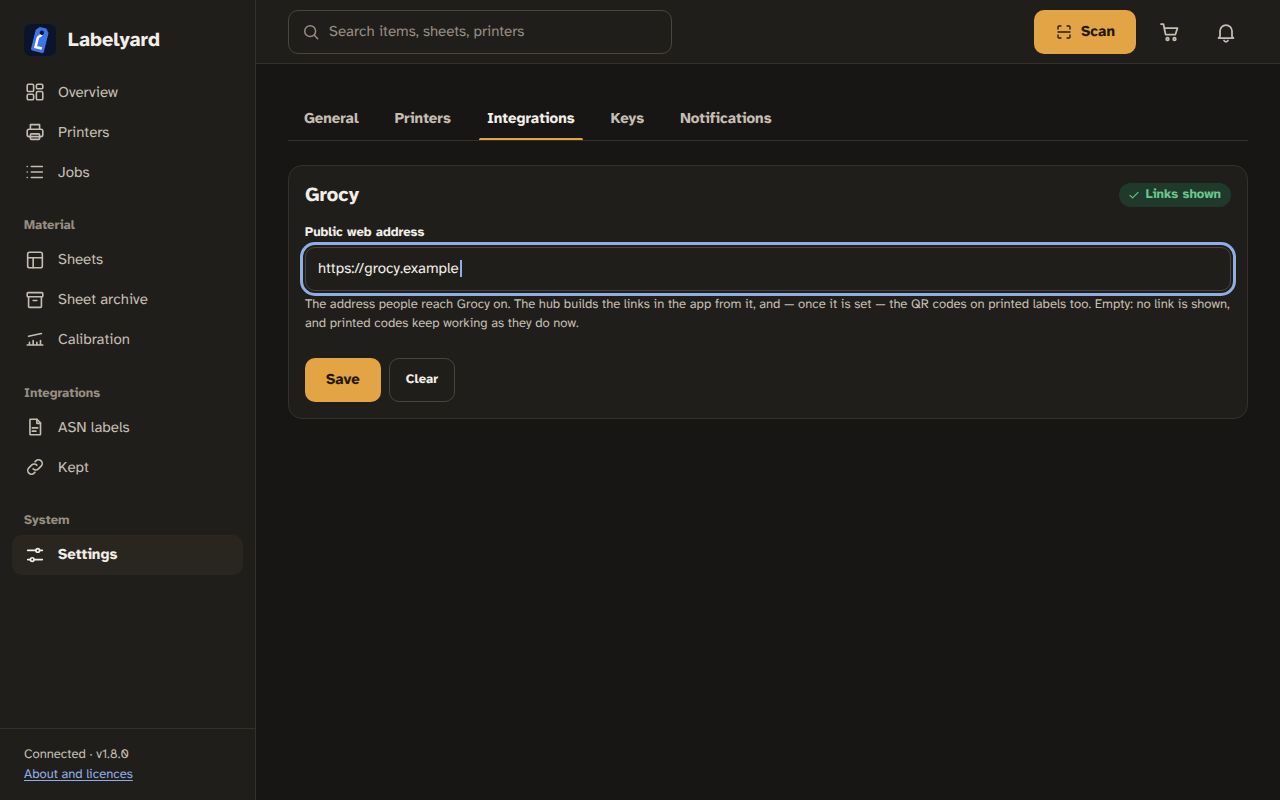 Labelyard
Search items, sheets, printers
Scan
Overview
Printers
Jobs
Material
Sheets
Sheet archive
Calibration
Integrations
ASN labels
Kept
System
Settings
Connected · v1.8.0
About and licences
General
Printers
Integrations
Keys
Notifications
Grocy
Links shown
Public web address
https://grocy.example
The address people reach Grocy on. The hub builds the links in the app from it, and — once it is set — the QR codes on printed labels too. Empty: no link is shown,
and printed codes keep working as they do now.
Save
Clear